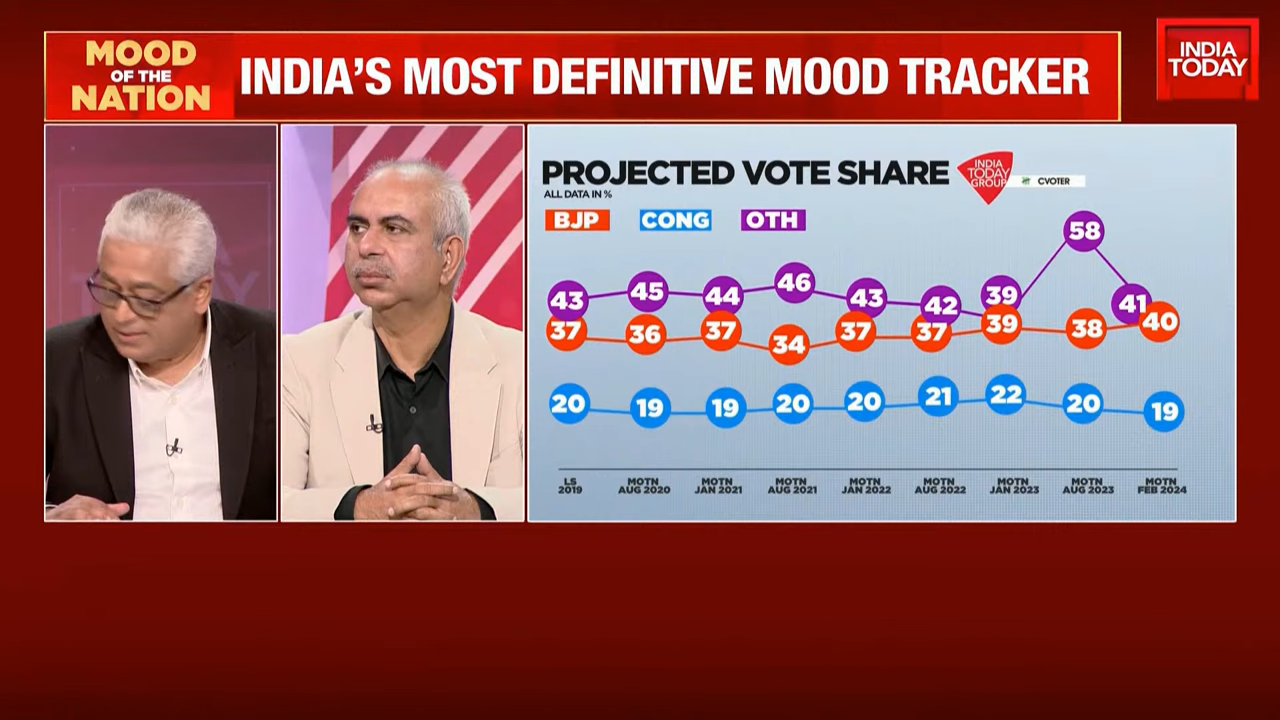 MOOD
OF THE
NATION
INDIA'S MOST DEFINITIVE MOOD TRACKER
INDIA
TODAY
PROJECTED VOTE SHARE
ALL DATA IN %
INDIA
TODAY
GROUP
CVOTER
BJP CONG OTH
43 45 44 46 43 42 39 58 41
37 36 37 34 37 37 39 38 40
20 19 19 20 20 21 22 20 19
LS
2019
MOTN
AUG 2020
MOTN
JAN 2021
MOTN
AUG 2021
MOTN
JAN 2022
MOTN
AUG 2022
MOTN
JAN 2023
MOTN
AUG 2023
MOTN
FEB 2024